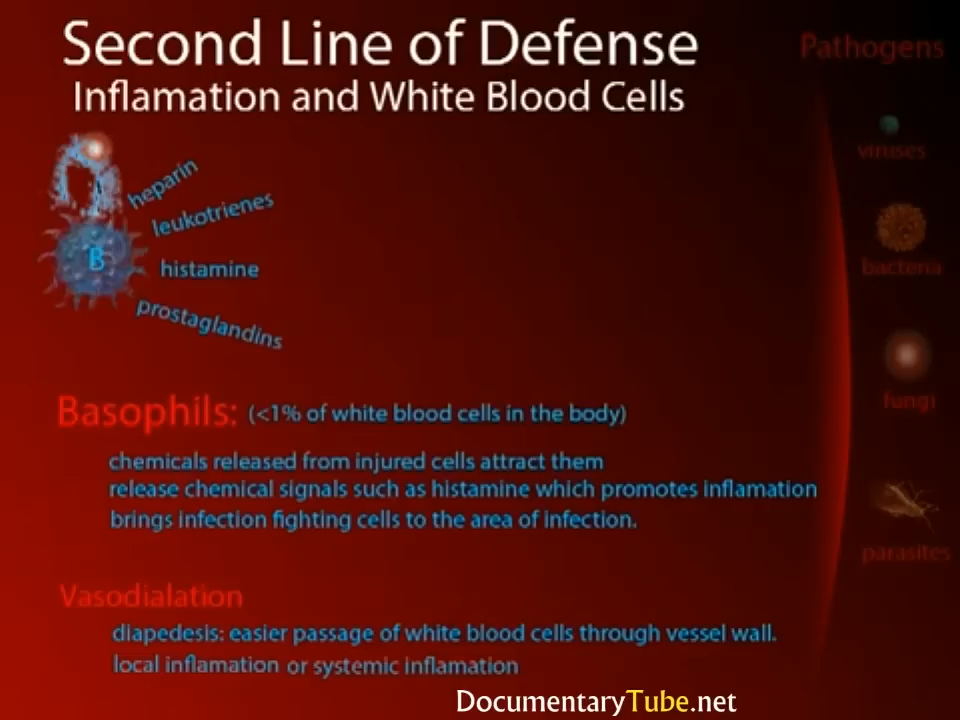 Second Line of Defense
Inflamation and White Blood Cells
Pathogens
viruses
bacteria
fungi
parasites
heparin
leukotrienes
B
histamine
prostaglandins
Basophils: (<1% of white blood cells in the body)
chemicals released from injured cells attract them
release chemical signals such as histamine which promotes inflamation
brings infection fighting cells to the area of infection.
Vasodialation
diapedesis: easier passage of white blood cells through vessel wall.
local inflamation or systemic inflamation
DocumentaryTube.net